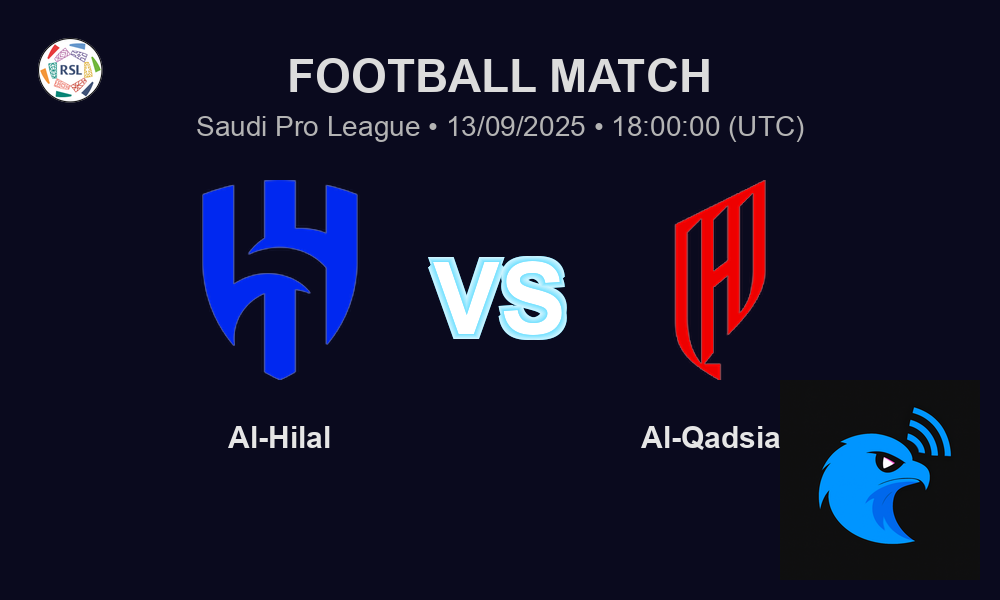 RSL
FOOTBALL MATCH
Saudi Pro League • 13/09/2025 • 18:00:00 (UTC)
VS
Al-Hilal
Al-Qadsia